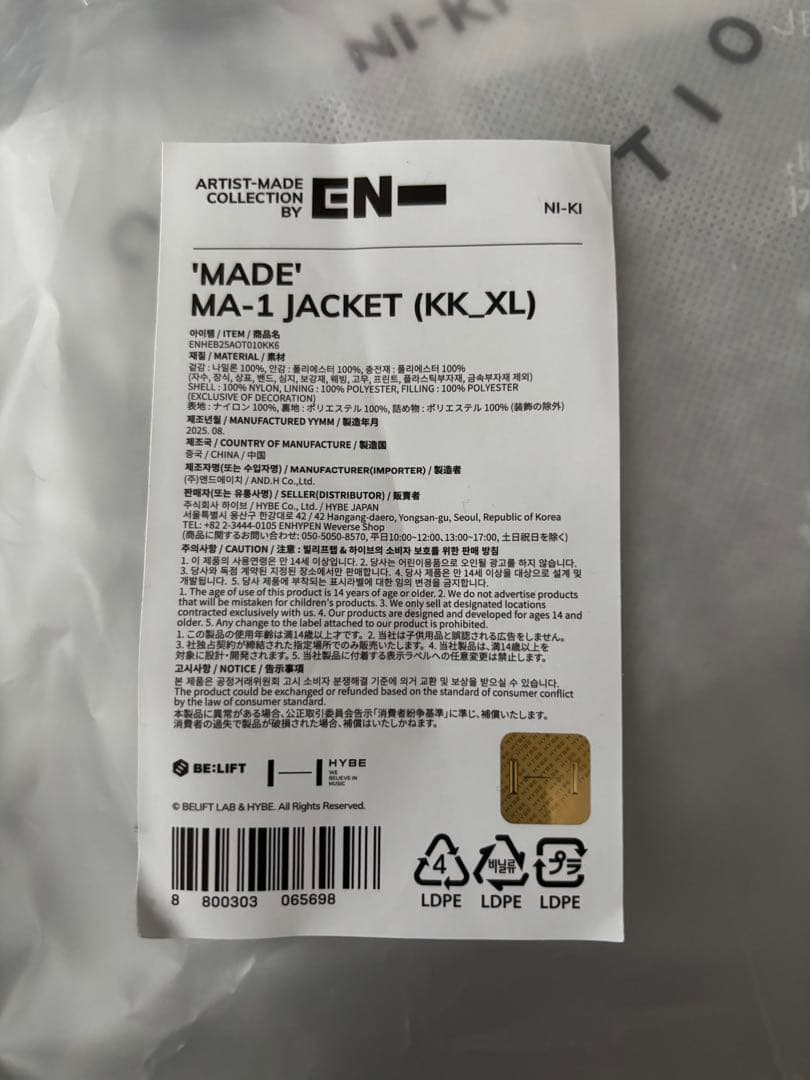 NI-KI
TIO
ARTIST-MADE
COLLECTION
BY
EN-
NI-KI
'MADE'
MA-1 JACKET (KK_XL)
아이템 / ITEM / 商品名
ENHEB25AOT010KK6
재질 / MATERIAL / 素材
겉감 : 나일론 100%, 안감 : 폴리에스터 100%, 충전재 : 폴리에스터 100%
(자수, 장식, 상표, 밴드, 심지, 보강재, 웨빙, 고무, 프린트, 플라스틱부자재, 금속부자재 제외)
SHELL : 100% NYLON, LINING : 100% POLYESTER, FILLING : 100% POLYESTER
(EXCLUSIVE OF DECORATION)
表地 : ナイロン 100%, 裏地 : ポリエステル 100%, 詰め物 : ポリエステル 100% (装飾の除外)
제조년월 / MANUFACTURED YYMM / 製造年月
2025. 08.
제조국 / COUNTRY OF MANUFACTURE / 製造国
중국 / CHINA / 中国
제조자명(또는 수입자명) / MANUFACTURER(IMPORTER) / 製造者
(주)앤드에이치 / AND.H Co.,Ltd.
판매자(또는 유통사명) / SELLER(DISTRIBUTOR) / 販賣者
주식회사 하이브 / HYBE Co., Ltd. / HYBE JAPAN
서울특별시 용산구 한강대로 42 / 42 Hangang-daero, Yongsan-gu, Seoul, Republic of Korea
TEL: +82 2-3444-0105 ENHYPEN Weverse Shop
(商品に関するお問い合わせ: 050-5050-8570, 平日10:00~12:00、13:00~17:00, 土日祝日を除く)
주의사항 / CAUTION / 注意 : 빌리프랩 & 하이브의 소비자 보호를 위한 판매 방침
1. 이 제품의 사용연령은 만 14세 이상입니다. 2. 당사는 어린이용품으로 오인될 광고를 하지 않습니다.
3. 당사와 독점 계약된 지정된 장소에서만 판매합니다. 4. 당사 제품은 만 14세 이상을 대상으로 설계 및
개발됩니다. 5. 당사 제품에 부착되는 표시라벨에 대한 임의 변경을 금지합니다.
1. The age of use of this product is 14 years of age or older. 2. We do not advertise products
that will be mistaken for children's products. 3. We only sell at designated locations
contracted exclusively with us. 4. Our products are designed and developed for ages 14 and
older. 5. Any change to the label attached to our product is prohibited.
1. この製品の使用年齢は満14歳以上才です。2. 当社は子供用品と誤認される広告をしません。
3. 社独占契約が締結された指定場所でのみ販売いたします。4. 当社製品は、満14歳以上を
対象に設計・開発されます。5. 当社製品に付着する表示ラベルへの任意変更は禁止します。
고시사항 / NOTICE / 告示事項
본 제품은 공정거래위원회 고시 소비자 분쟁해결 기준에 의거 교환 및 보상을 받으실 수 있습니다.
The product could be exchanged or refunded based on the standard of consumer conflict
by the law of consumer standard.
本製品に異常がある場合、公正取引委員会告示「消費者紛争基準」に準じ、補償いたします。
消費者の過失で製品が破損された場合、補償はいたしかねます。
BE:LIFT
HYBE
WE
BELIEVE IN
MUSIC
© BELIFT LAB & HYBE. All Rights Reserved.
8 800303 065698
4 비닐류 プラ
LDPE LDPE LDPE